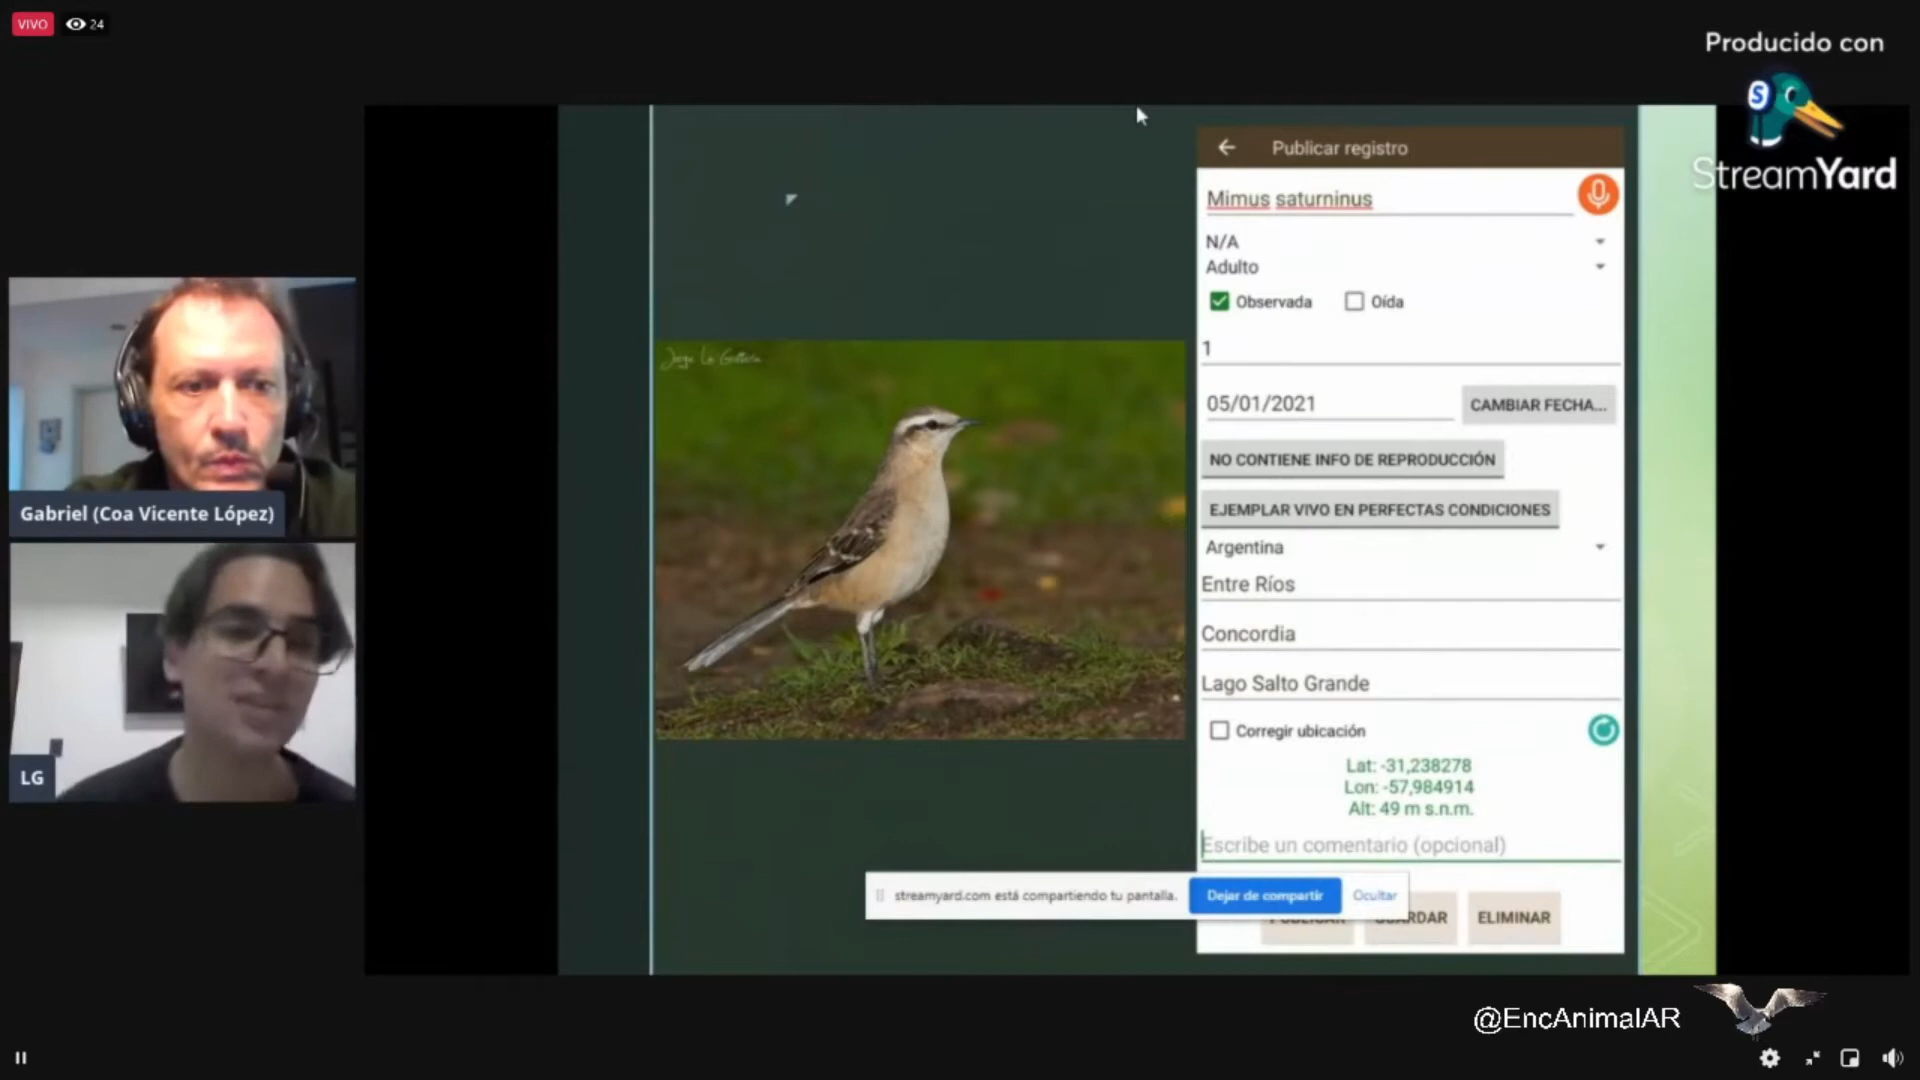 VIVO 24
Producido con
S
StreamYard
Publicar registro
Mimus saturninus
N/A
Adulto
Observada Oída
1
05/01/2021 CAMBIAR FECHA...
NO CONTIENE INFO DE REPRODUCCIÓN
EJEMPLAR VIVO EN PERFECTAS CONDICIONES
Argentina
Entre Ríos
Concordia
Lago Salto Grande
Corregir ubicación
Lat: -31,238278
Lon: -57,984914
Alt: 49 m s.n.m.
Escribe un comentario (opcional)
streamyard.com está compartiendo tu pantalla. Dejar de compartir Ocultar
ELIMINAR
Gabriel (Coa Vicente López)
LG
@EncAnimalAR